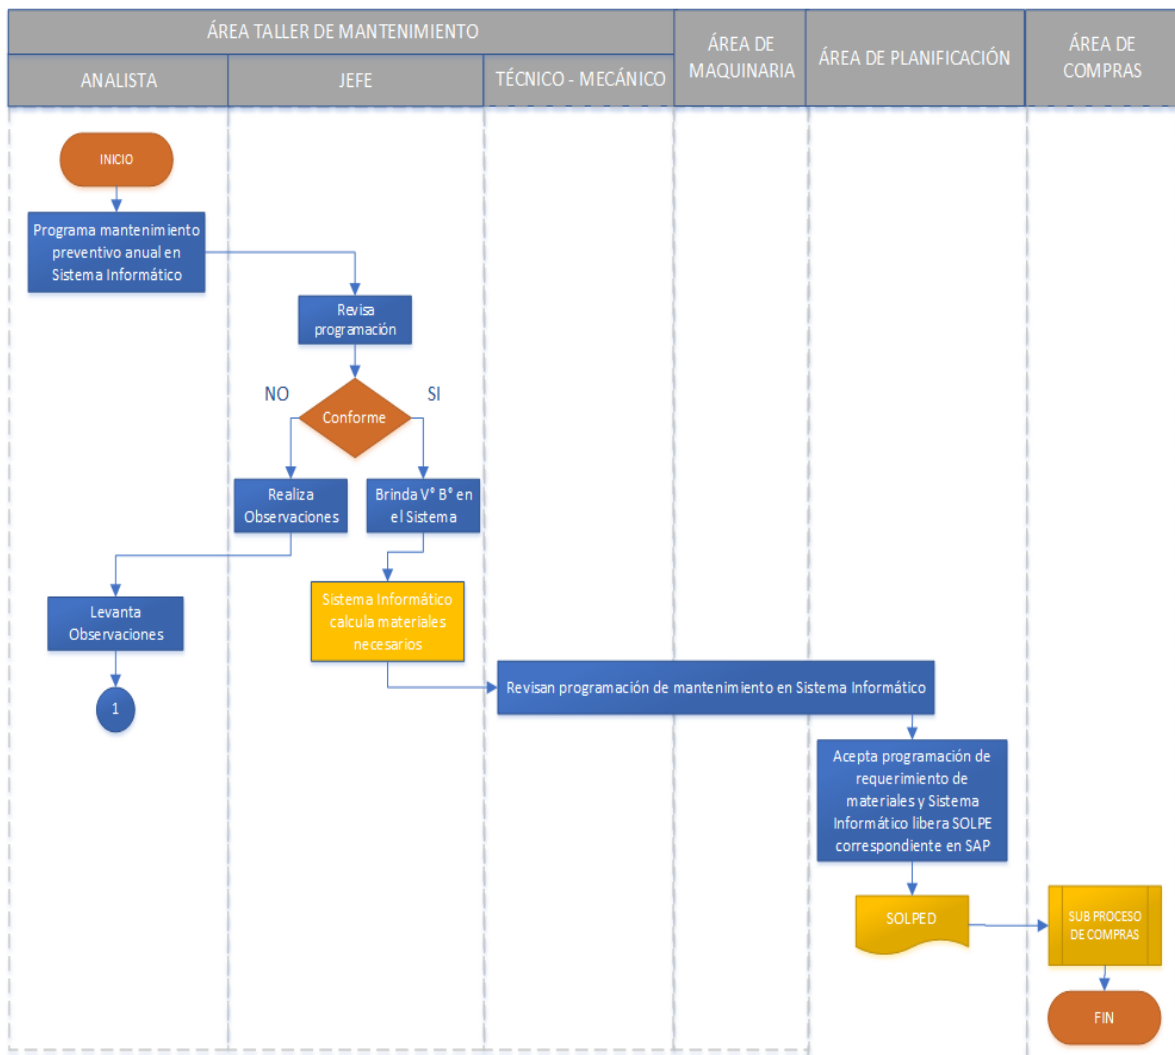 ÁREA TALLER DE MANTENIMIENTO
ÁREA DE
MAQUINARIA
ÁREA DE PLANIFICACIÓN
ÁREA DE
COMPRAS
ANALISTA
JEFE
TÉCNICO - MECÁNICO
INICIO
Programa mantenimiento
preventivo anual en
Sistema Informático
Revisa
programación
NO
SI
Conforme
Realiza
Observaciones
Brinda V° B° en
el Sistema
Levanta
Observaciones
Sistema Informático
calcula materiales
necesarios
1
Revisan programación de mantenimiento en Sistema Informático
Acepta programación de
requerimiento de
materiales y Sistema
Informático libera SOLPE
correspondiente en SAP
SOLPED
SUB PROCESO
DE COMPRAS
FIN